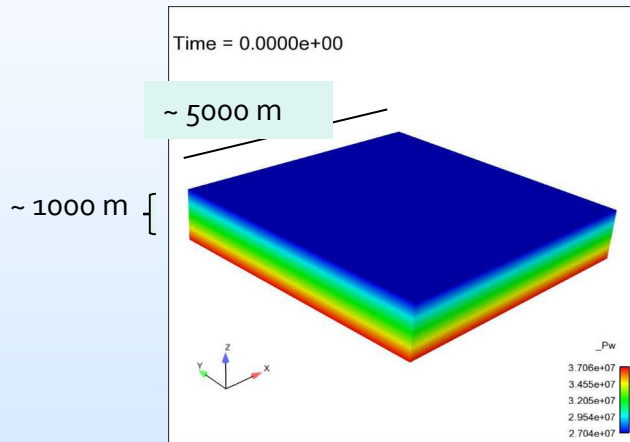 Time = 0.0000e+00
~ 5000 m
~ 1000 m
Z
Y
X
_Pw
3.706e+07
3.455e+07
3.205e+07
2.954e+07
2.704e+07